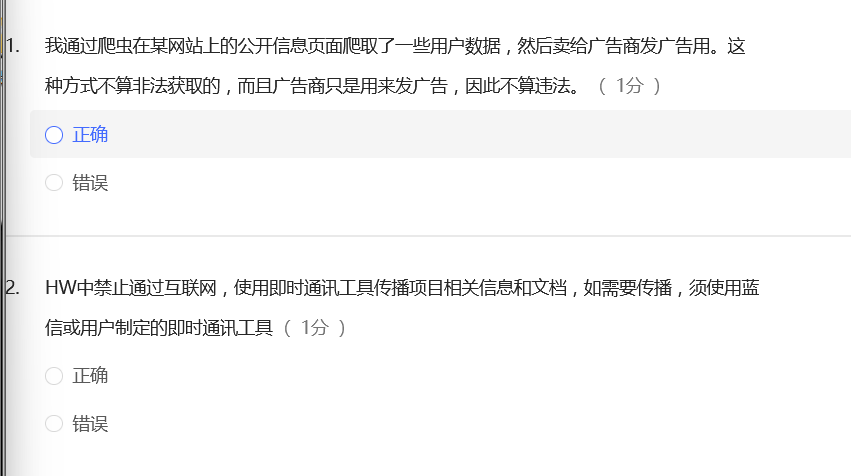 1. 我通过爬虫在某网站上的公开信息页面爬取了一些用户数据，然后卖给广告商发广告用。这
种方式不算非法获取的，而且广告商只是用来发广告，因此不算违法。（ 1分 ）
正确
错误
2. HW中禁止通过互联网，使用即时通讯工具传播项目相关信息和文档，如需要传播，须使用蓝
信或用户制定的即时通讯工具（ 1分 ）
正确
错误